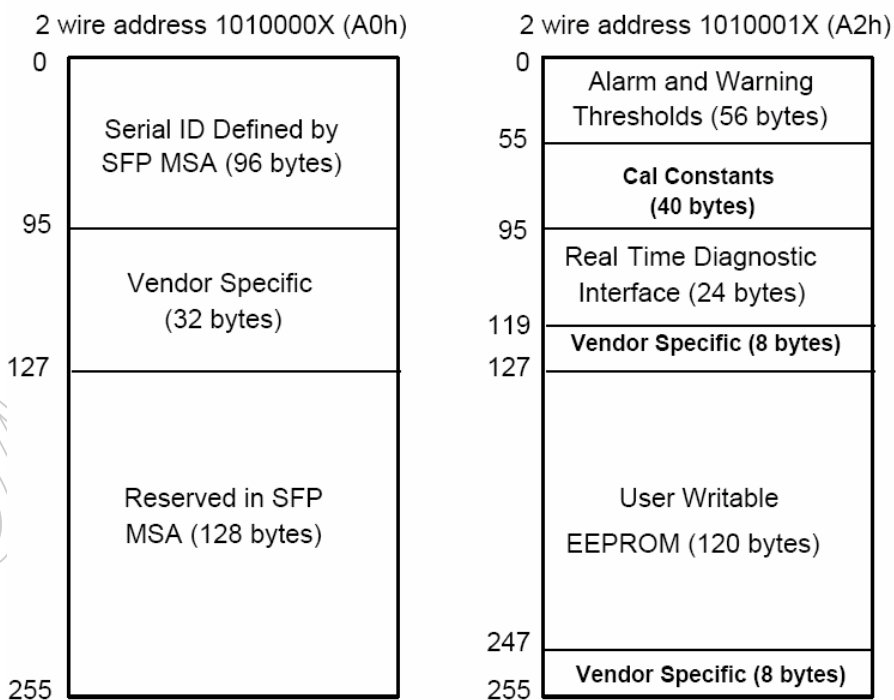 2 wire address 1010000X (A0h)
0
Serial ID Defined by
SFP MSA (96 bytes)
95
Vendor Specific
(32 bytes)
127
Reserved in SFP
MSA (128 bytes)
255
2 wire address 1010001X (A2h)
0
Alarm and Warning
Thresholds (56 bytes)
55
Cal Constants
(40 bytes)
95
Real Time Diagnostic
Interface (24 bytes)
119
Vendor Specific (8 bytes)
127
User Writable
EEPROM (120 bytes)
247
Vendor Specific (8 bytes)
255